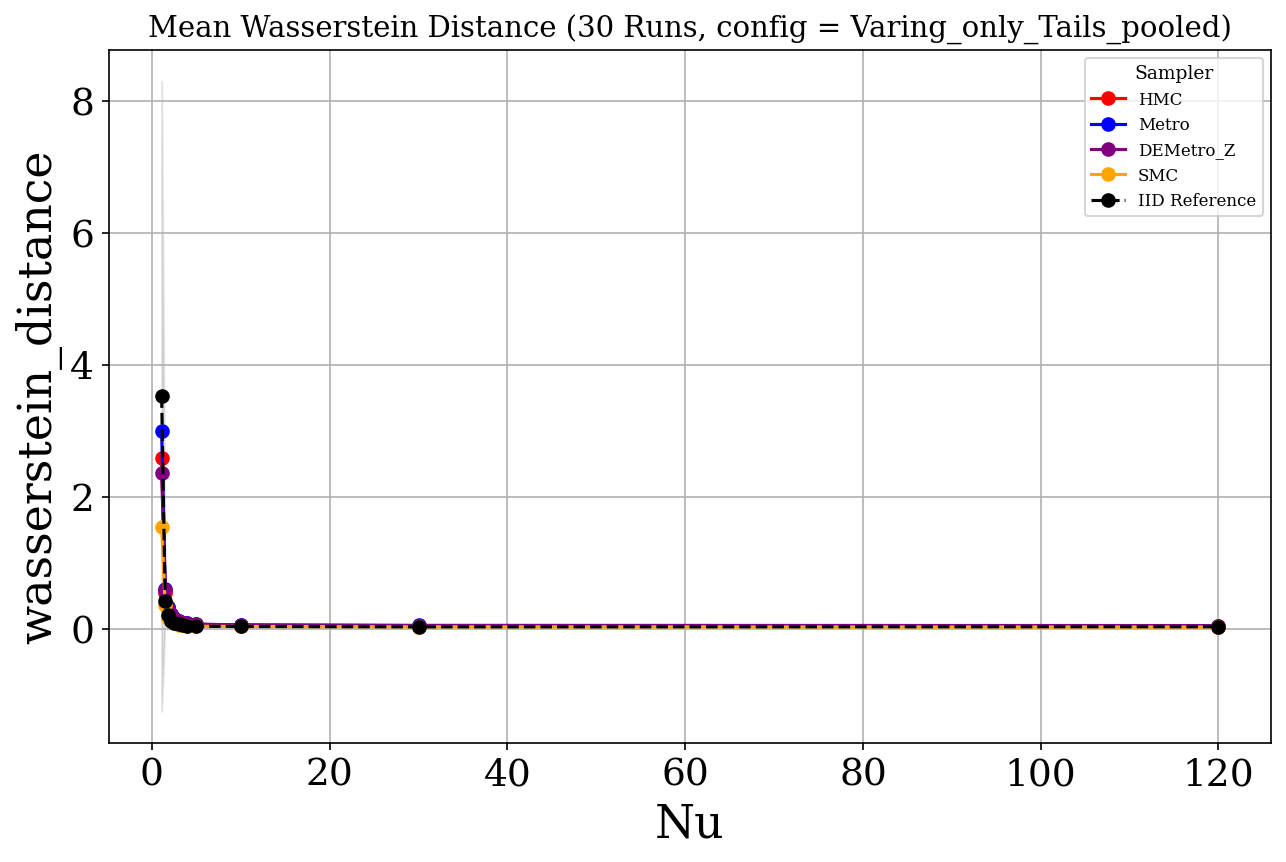 Mean Wasserstein Distance (30 Runs, config = Varing_only_Tails_pooled)
Sampler
HMC
Metro
DEMetro_Z
SMC
IID Reference
wasserstein_distance
8
6
4
2
0
0 20 40 60 80 100 120
Nu